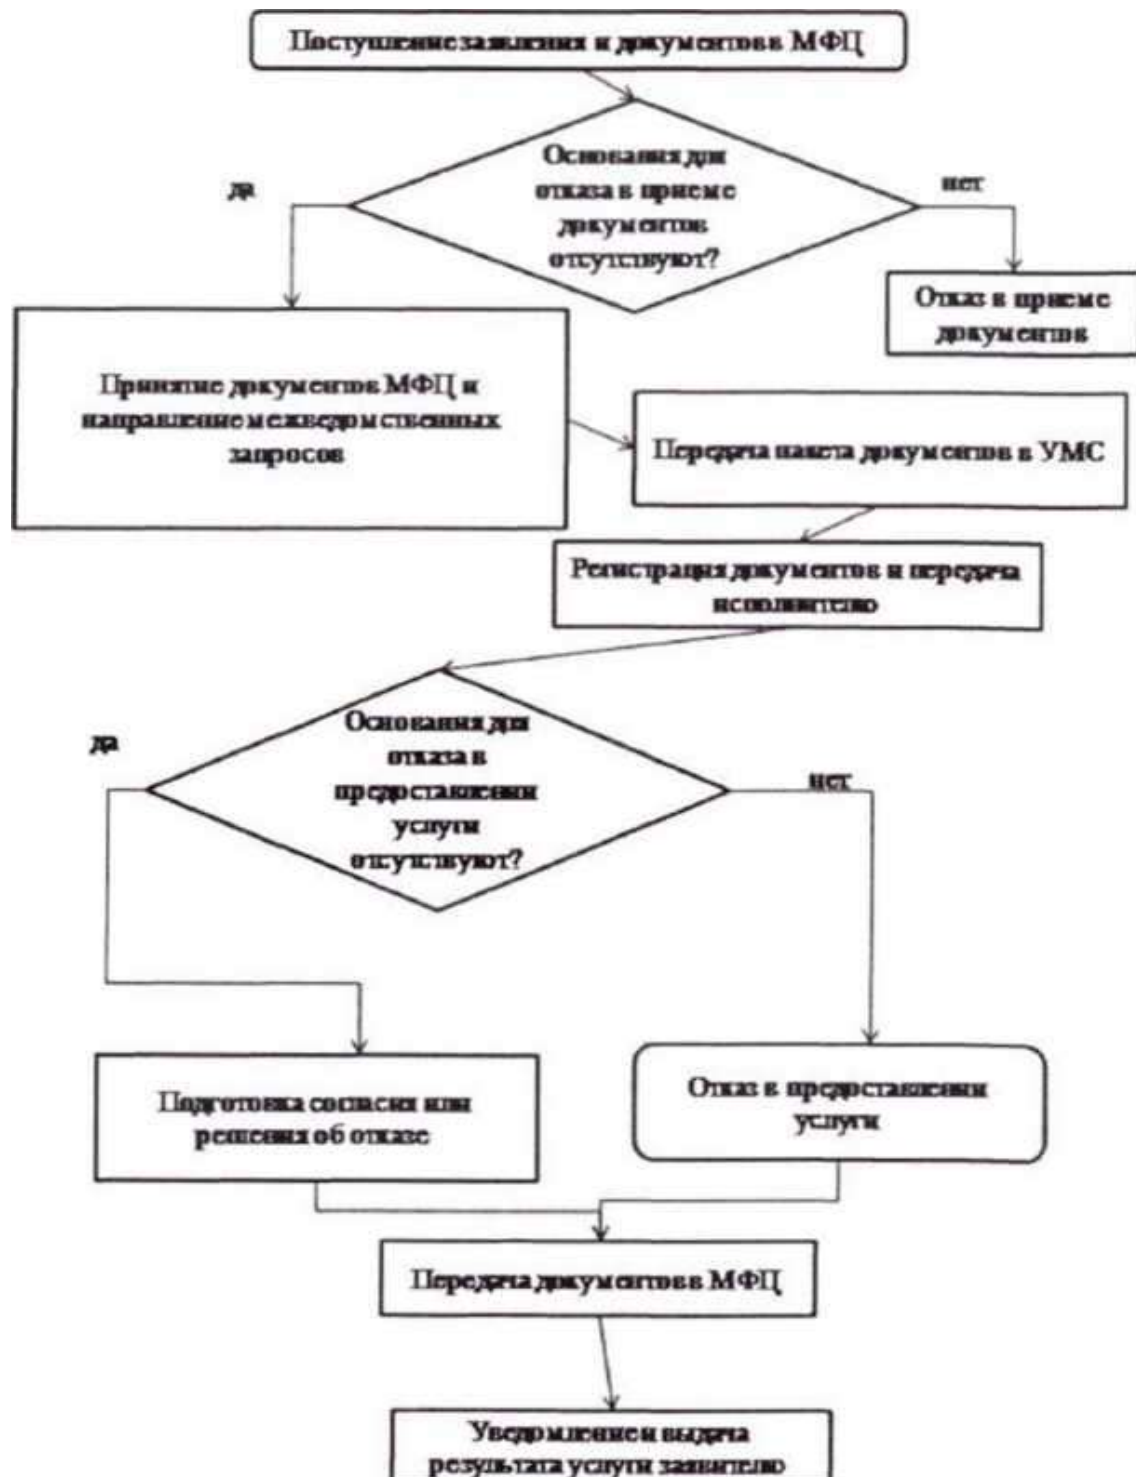 Поступление заявления и документов в МФЦ
Основания для
отказа в приеме
документов
отсутствуют?
да
нет
Отказ в приеме
документов
Принятие документов МФЦ и
направление межведомственных
запросов
Передача пакета документов в УМС
Регистрация документов и передача
исполнителю
Основания для
отказа в
предоставлении
услуги
отсутствуют?
да
нет
Подготовка согласия или
решения об отказе
Отказ в предоставлении
услуги
Передача документов в МФЦ
Уведомление и выдача
результата услуги заявителю